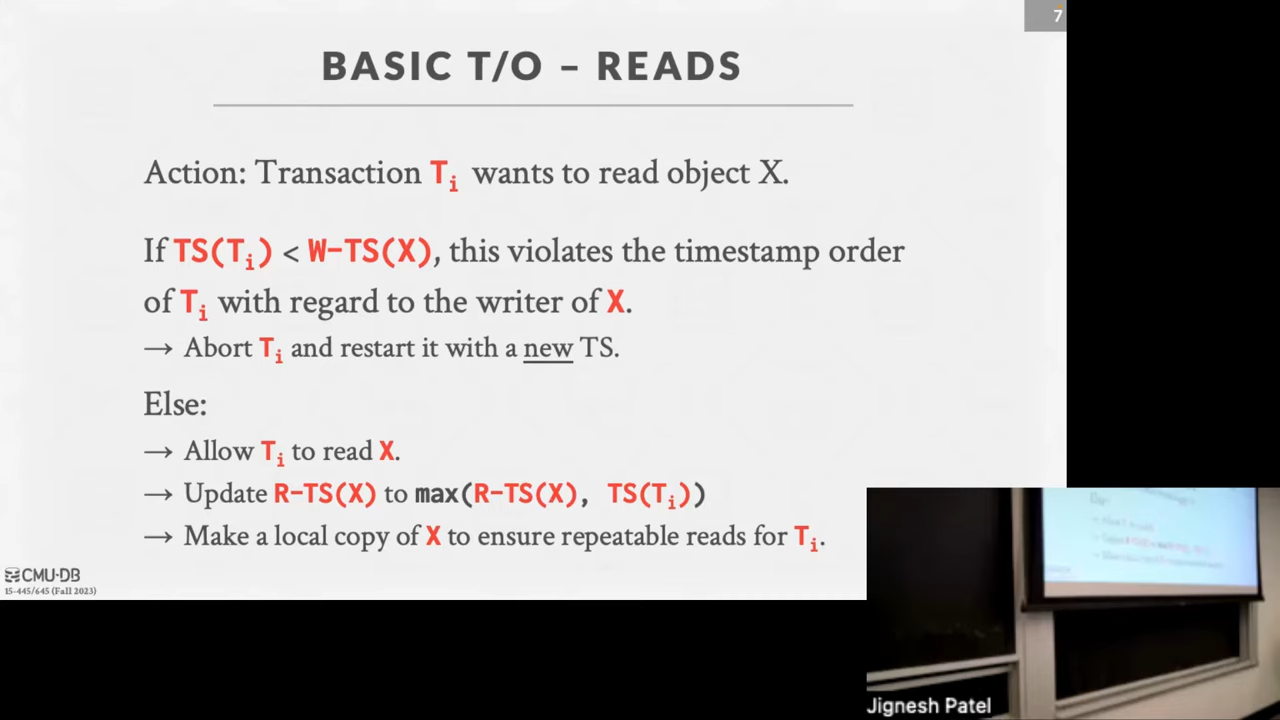 7
BASIC T/O – READS
Action: Transaction Ti wants to read object X.
If TS(Ti) < W-TS(X), this violates the timestamp order
of Ti with regard to the writer of X.
→ Abort Ti and restart it with a new TS.
Else:
→ Allow Ti to read X.
→ Update R-TS(X) to max(R-TS(X), TS(Ti))
→ Make a local copy of X to ensure repeatable reads for Ti.
CMU·DB
15-445/645 (Fall 2023)
Jignesh Patel